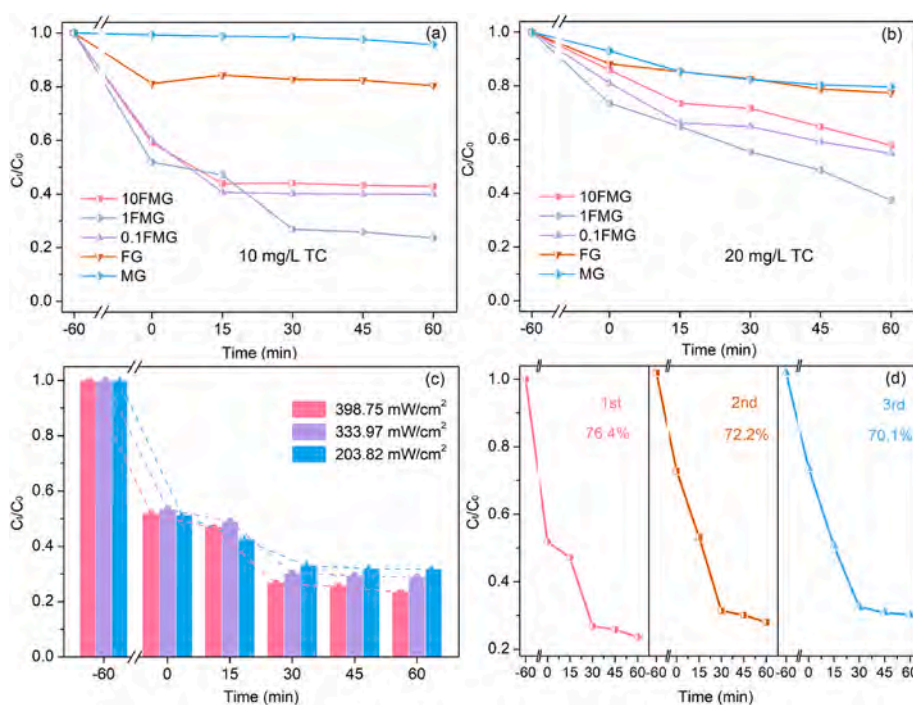 1.0
0.8
0.6
0.4
0.2
0.0
Cₜ/C₀
(a)
10FMG
1FMG
0.1FMG
FG
MG
10 mg/L TC
-60 0 15 30 45 60
Time (min)
1.0
0.8
0.6
0.4
0.2
0.0
Cₜ/C₀
(b)
10FMG
1FMG
0.1FMG
FG
MG
20 mg/L TC
-60 0 15 30 45 60
Time (min)
1.0
0.8
0.6
0.4
0.2
0.0
Cₜ/C₀
(c)
398.75 mW/cm²
333.97 mW/cm²
203.82 mW/cm²
-60 0 15 30 45 60
Time (min)
1.0
0.8
0.6
0.4
0.2
Cₜ/C₀
(d)
1st 2nd 3rd
76.4% 72.2% 70.1%
-60 0 15 30 45 60 -60 0 15 30 45 60 -60 0 15 30 45 60
Time (min) Time (min)